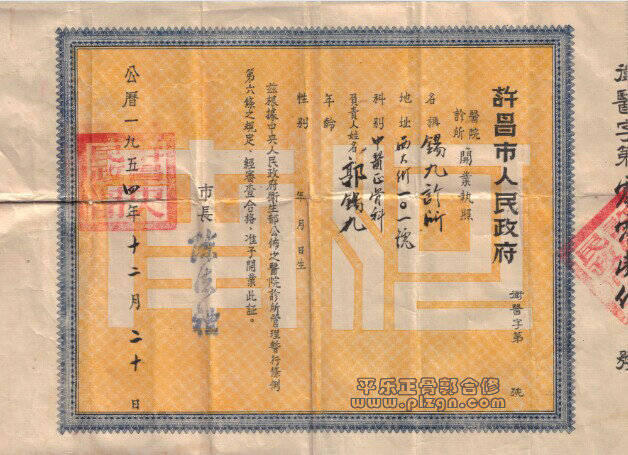 衛醫字第
號
許昌市人民政府
衛醫字第 號
醫院
診所
開業執照
名稱 錫九診所
地址 西大街一〇一號
科別 中醫正骨科
負責人姓名 郭錫九
年齡 年 月 日生
性別
茲根據中央人民政府衛生部公佈之醫院診所管理暫行條例
第六條之規定、經審查合格、准予開業此証。
市長
公曆一九五四年十二月二十日
平乐正骨郭合修
www.plzgn.com